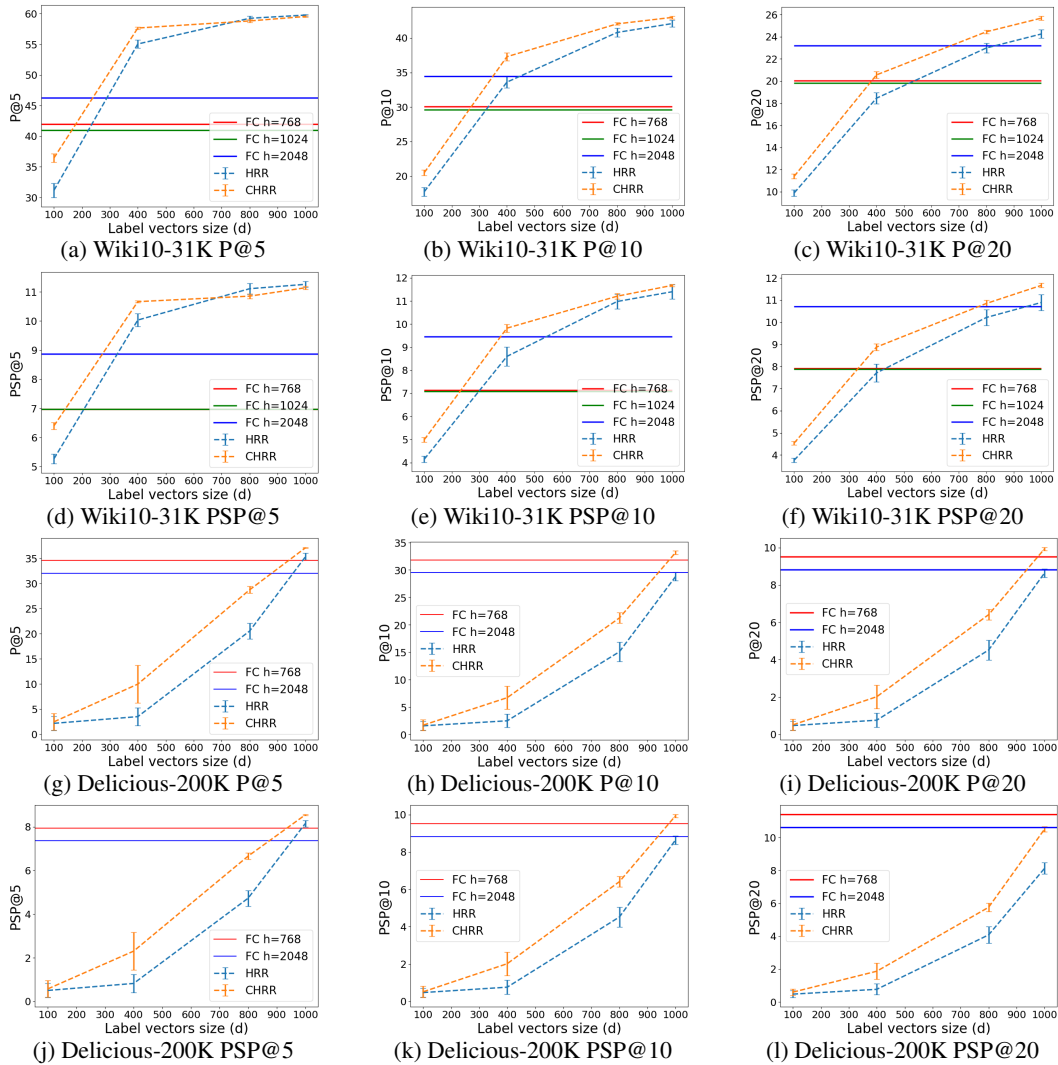 60
55
50
45
40
35
30
P@5
FC h=768
FC h=1024
FC h=2048
HRR
CHRR
100 200 300 400 500 600 700 800 900 1000
Label vectors size (d)
(a) Wiki10-31K P@5
40
35
30
25
20
P@10
FC h=768
FC h=1024
FC h=2048
HRR
CHRR
100 200 300 400 500 600 700 800 900 1000
Label vectors size (d)
(b) Wiki10-31K P@10
26
24
22
20
18
16
14
12
10
P@20
FC h=768
FC h=1024
FC h=2048
HRR
CHRR
100 200 300 400 500 600 700 800 900 1000
Label vectors size (d)
(c) Wiki10-31K P@20
11
10
9
8
7
6
5
PSP@5
FC h=768
FC h=1024
FC h=2048
HRR
CHRR
100 200 300 400 500 600 700 800 900 1000
Label vectors size (d)
(d) Wiki10-31K PSP@5
12
11
10
9
8
7
6
5
4
PSP@10
FC h=768
FC h=1024
FC h=2048
HRR
CHRR
100 200 300 400 500 600 700 800 900 1000
Label vectors size (d)
(e) Wiki10-31K PSP@10
12
11
10
9
8
7
6
5
4
PSP@20
FC h=768
FC h=1024
FC h=2048
HRR
CHRR
100 200 300 400 500 600 700 800 900 1000
Label vectors size (d)
(f) Wiki10-31K PSP@20
35
30
25
20
15
10
5
0
P@5
FC h=768
FC h=2048
HRR
CHRR
100 200 300 400 500 600 700 800 900 1000
Label vectors size (d)
(g) Delicious-200K P@5
35
30
25
20
15
10
5
0
P@10
FC h=768
FC h=2048
HRR
CHRR
100 200 300 400 500 600 700 800 900 1000
Label vectors size (d)
(h) Delicious-200K P@10
10
8
6
4
2
0
P@20
FC h=768
FC h=2048
HRR
CHRR
100 200 300 400 500 600 700 800 900 1000
Label vectors size (d)
(i) Delicious-200K P@20
8
6
4
2
0
PSP@5
FC h=768
FC h=2048
HRR
CHRR
100 200 300 400 500 600 700 800 900 1000
Label vectors size (d)
(j) Delicious-200K PSP@5
10
8
6
4
2
0
PSP@10
FC h=768
FC h=2048
HRR
CHRR
100 200 300 400 500 600 700 800 900 1000
Label vectors size (d)
(k) Delicious-200K PSP@10
10
8
6
4
2
0
PSP@20
FC h=768
FC h=2048
HRR
CHRR
100 200 300 400 500 600 700 800 900 1000
Label vectors size (d)
(l) Delicious-200K PSP@20